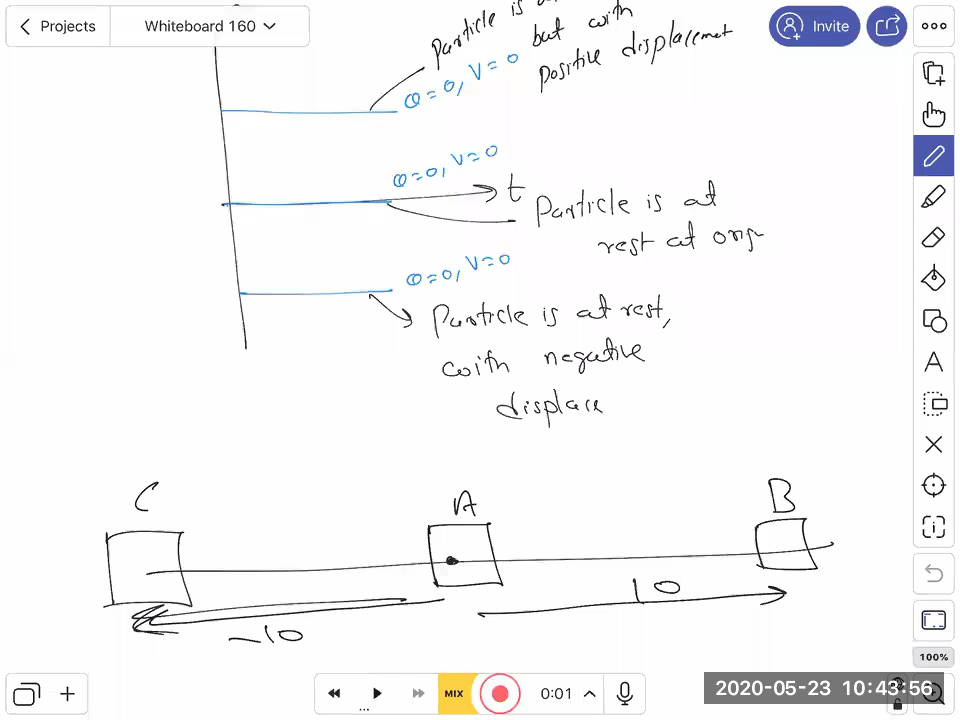 Projects
Whiteboard 160
Invite
Particle is
but with
positive displacement
θ=0, V=0
θ=0, V=0
t
Particle is at
rest at
θ=0, V=0
Particle is at rest,
with negative
displace
C
A
B
10
-10
A
100%
MIX
0:01
2020-05-23 10:43:56